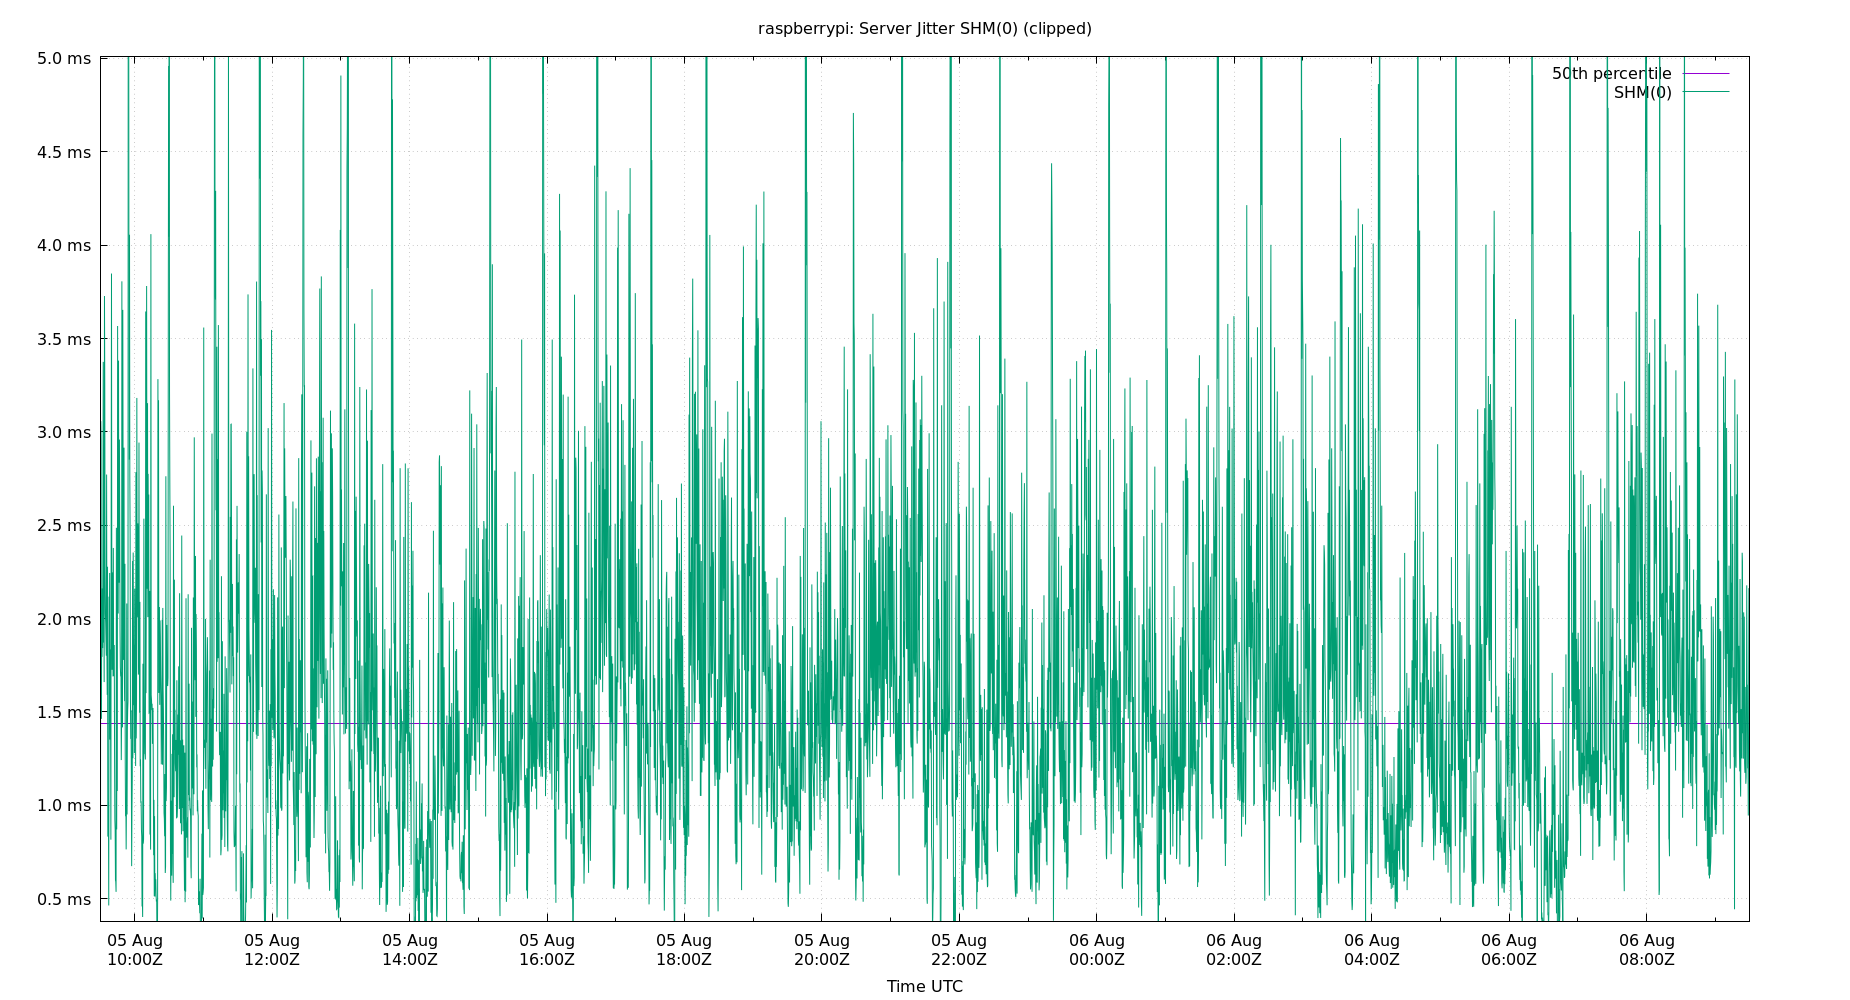 raspberrypi: Server Jitter SHM(0) (clipped)
5.0 ms
4.5 ms
4.0 ms
3.5 ms
3.0 ms
2.5 ms
2.0 ms
1.5 ms
1.0 ms
0.5 ms
50th percentile
SHM(0)
05 Aug 05 Aug 05 Aug 05 Aug 05 Aug 05 Aug 05 Aug 06 Aug 06 Aug 06 Aug 06 Aug 06 Aug
10:00Z 12:00Z 14:00Z 16:00Z 18:00Z 20:00Z 22:00Z 00:00Z 02:00Z 04:00Z 06:00Z 08:00Z
Time UTC